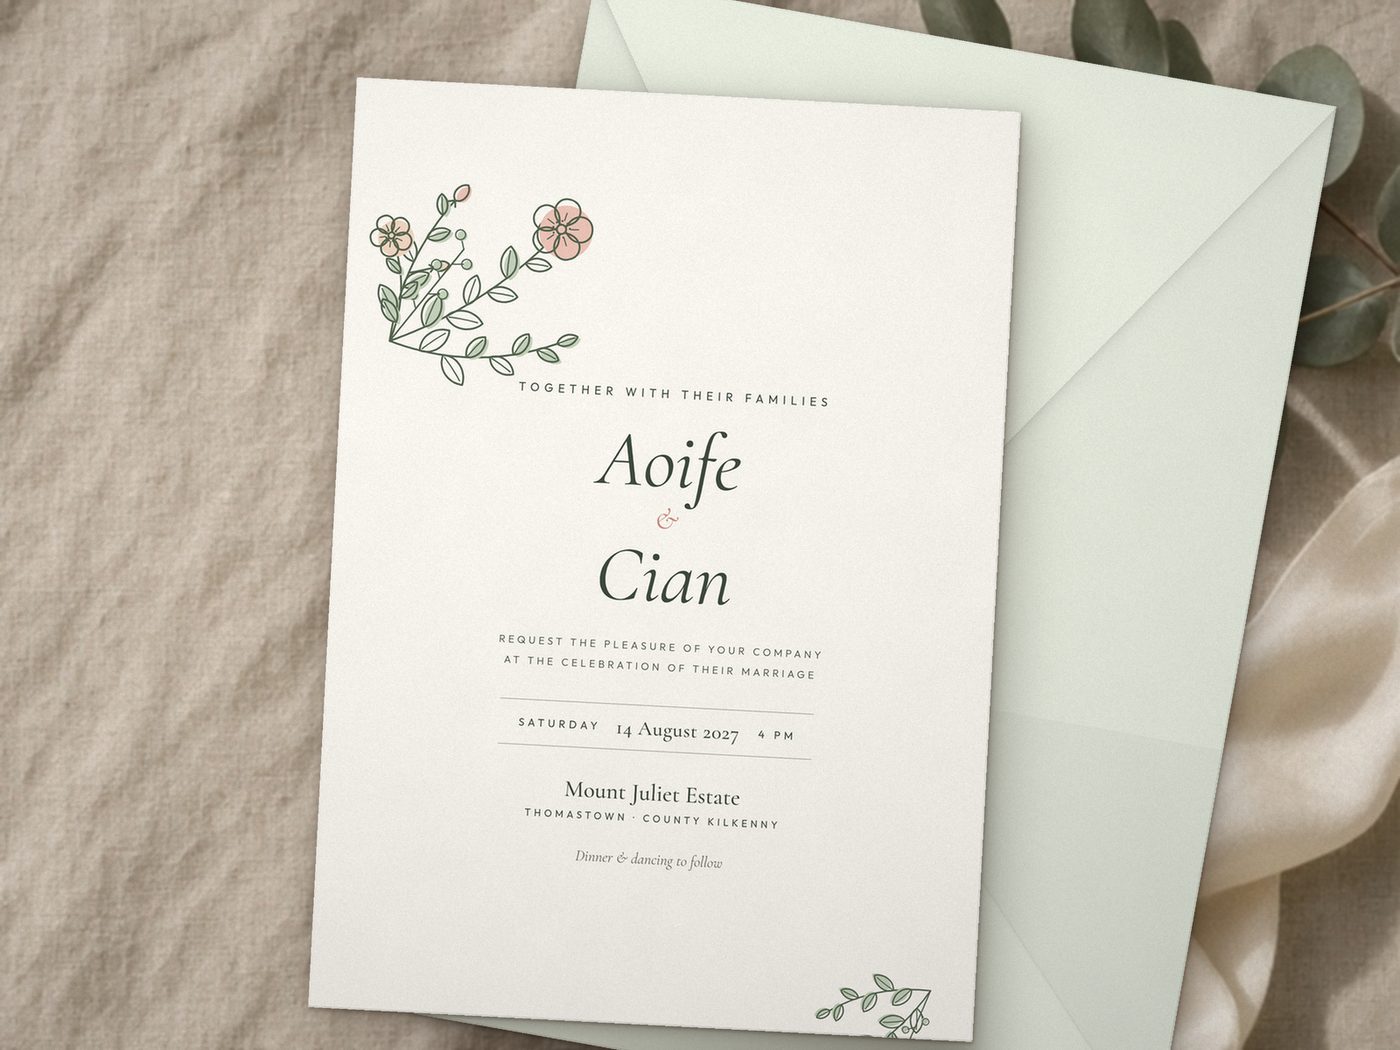 TOGETHER WITH THEIR FAMILIES
Aoife
&
Cian
REQUEST THE PLEASURE OF YOUR COMPANY
AT THE CELEBRATION OF THEIR MARRIAGE
SATURDAY 14 August 2027 4 PM
Mount Juliet Estate
THOMASTOWN · COUNTY KILKENNY
Dinner & dancing to follow